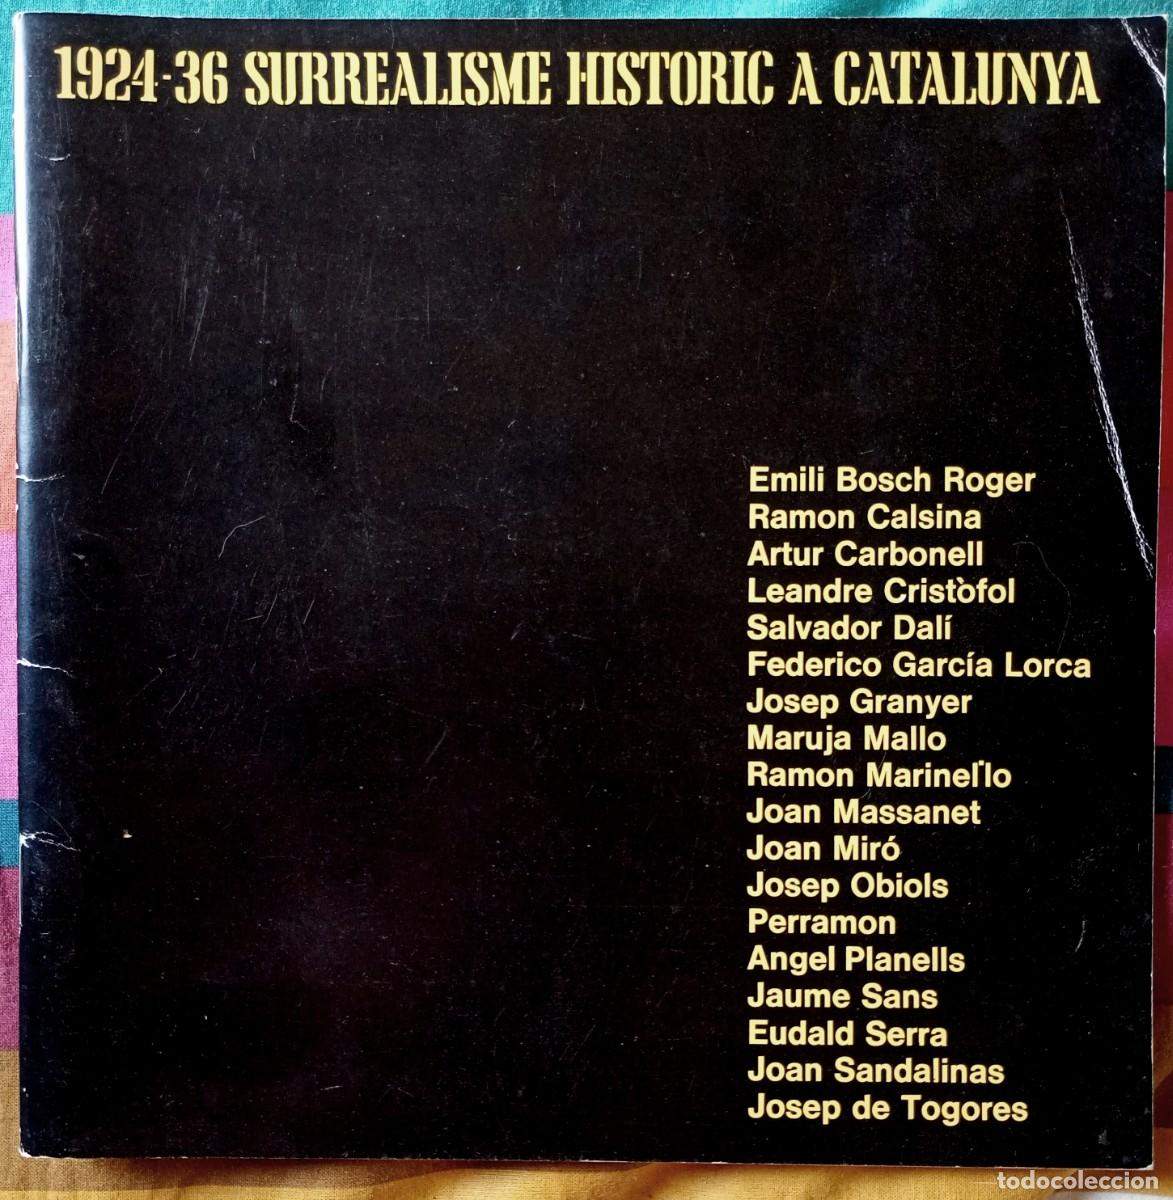 1924-36 SURREALISME HISTORIC A CATALUNYA
Emili Bosch Roger
Ramon Calsina
Artur Carbonell
Leandre Cristòfol
Salvador Dalí
Federico García Lorca
Josep Granyer
Maruja Mallo
Ramon Marinel·lo
Joan Massanet
Joan Miró
Josep Obiols
Perramon
Angel Planells
Jaume Sans
Eudald Serra
Joan Sandalinas
Josep de Togores
todocoleccion